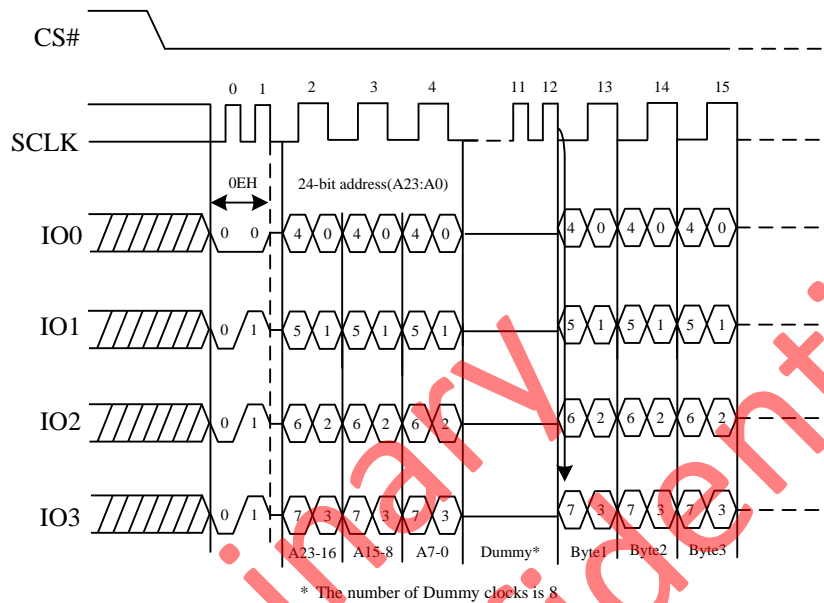 CS#
0 1 2 3 4 11 12 13 14 15
SCLK
0EH 24-bit address(A23:A0)
IO0 0 0 4 0 4 0 4 0 4 0 4 0 4 0
IO1 0 1 5 1 5 1 5 1 5 1 5 1 5 1
IO2 0 1 6 2 6 2 6 2 6 2 6 2 6 2
IO3 0 1 7 3 7 3 7 3 7 3 7 3 7 3
A23-16 A15-8 A7-0 Dummy* Byte1 Byte2 Byte3
* The number of Dummy clocks is 8